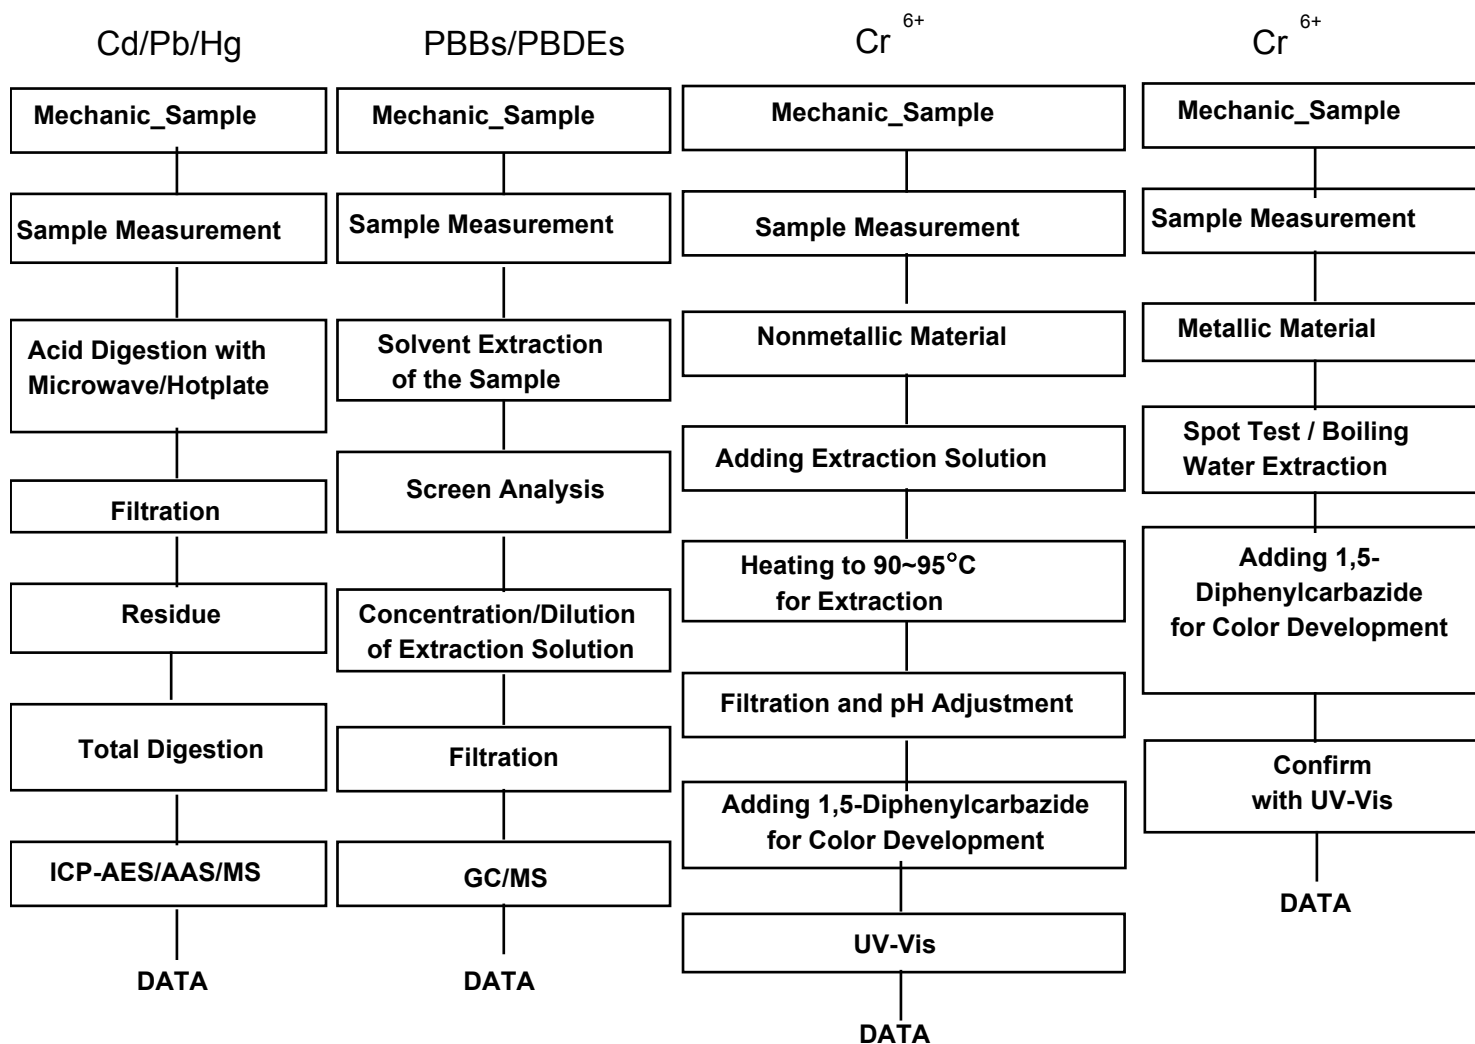 Cd/Pb/Hg
Mechanic_Sample
Sample Measurement
Acid Digestion with
Microwave/Hotplate
Filtration
Residue
Total Digestion
ICP-AES/AAS/MS
DATA
PBBs/PBDEs
Mechanic_Sample
Sample Measurement
Solvent Extraction
of the Sample
Screen Analysis
Concentration/Dilution
of Extraction Solution
Filtration
GC/MS
DATA
Cr 6+
Mechanic_Sample
Sample Measurement
Nonmetallic Material
Adding Extraction Solution
Heating to 90~95°C
for Extraction
Filtration and pH Adjustment
Adding 1,5-Diphenylcarbazide
for Color Development
UV-Vis
DATA
Cr 6+
Mechanic_Sample
Sample Measurement
Metallic Material
Spot Test / Boiling
Water Extraction
Adding 1,5-
Diphenylcarbazide
for Color Development
Confirm
with UV-Vis
DATA